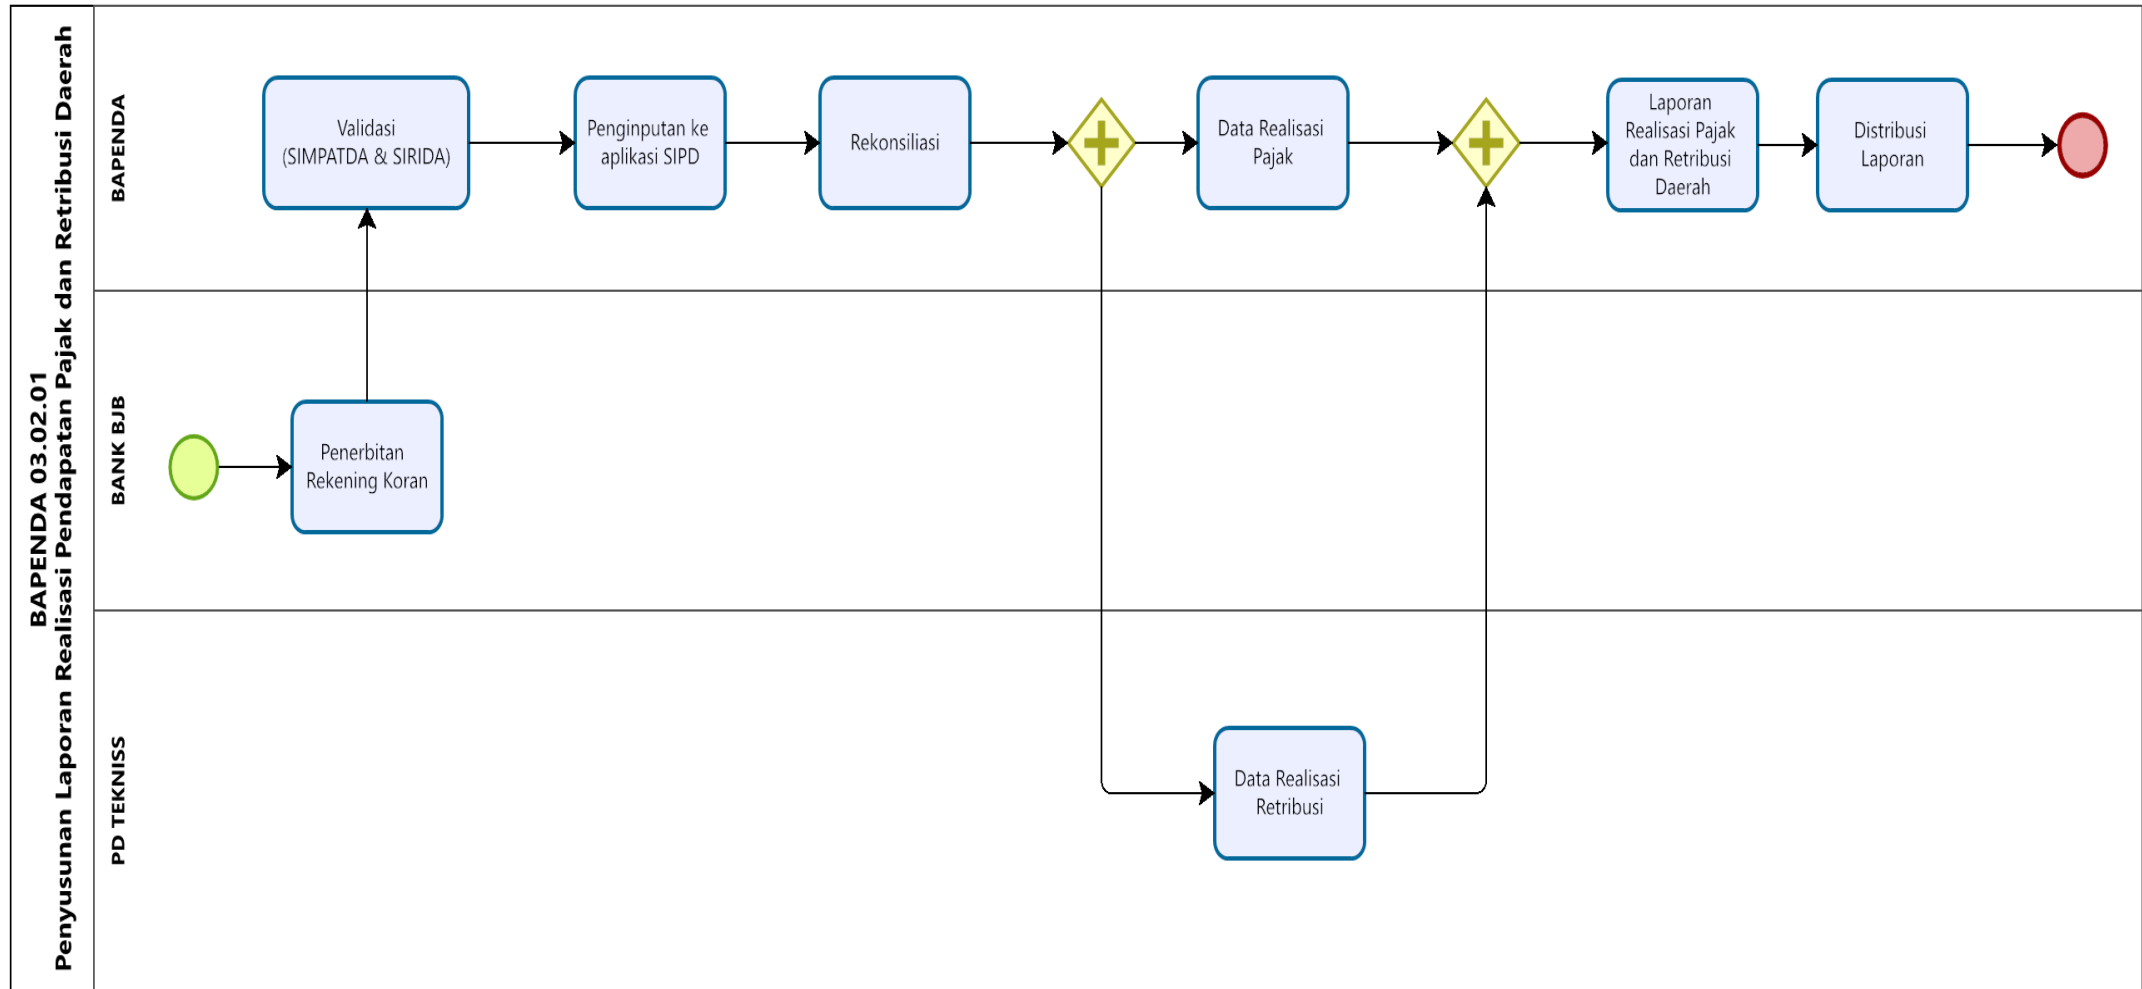 BAPENDA 03.02.01
Penyusunan Laporan Realisasi Pendapatan Pajak dan Retribusi Daerah
BAPENDA
Validasi
(SIMPATDA & SIRIDA)
Penginputan ke
aplikasi SIPD
Rekonsiliasi
Data Realisasi
Pajak
Laporan
Realisasi Pajak
dan Retribusi
Daerah
Distribusi
Laporan
BANK BJB
Penerbitan
Rekening Koran
PD TEKNISS
Data Realisasi
Retribusi